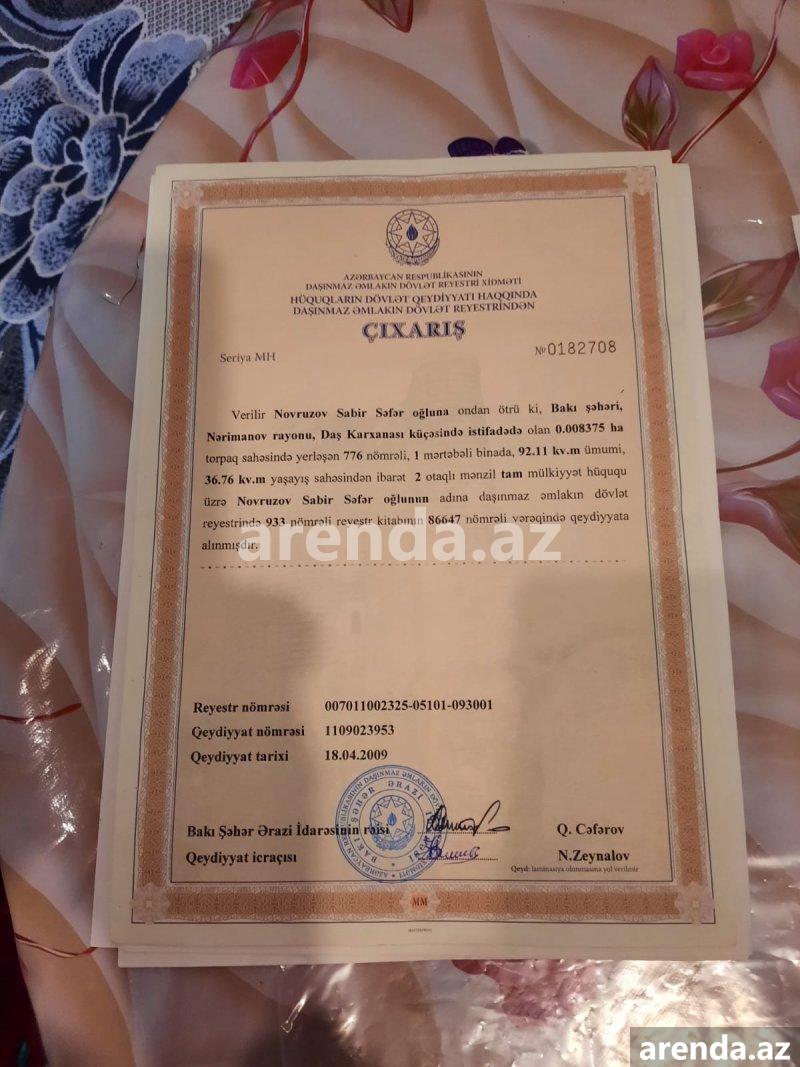 AZƏRBAYCAN RESPUBLİKASININ
DAŞINMAZ ƏMLAKIN DÖVLƏT REYESTRİ XİDMƏTİ
HÜQUQLARIN DÖVLƏT QEYDİYYATI HAQQINDA
DAŞINMAZ ƏMLAKIN DÖVLƏT REYESTRİNDƏN
ÇIXARIŞ
Seriya MH
№0182708
Verilir Novruzov Sabir Səfər oğluna ondan ötrü ki, Bakı şəhəri,
Nərimanov rayonu, Daş Karxanası küçəsində istifadədə olan 0.008375 ha
torpaq sahəsində yerləşən 776 nömrəli, 1 mərtəbəli binada, 92.11 kv.m ümumi,
36.76 kv.m yaşayış sahəsindən ibarət 2 otaqlı mənzil tam mülkiyyət hüququ
üzrə Novruzov Sabir Səfər oğlunun adına daşınmaz əmlakın dövlət
reyestrində 933 nömrəli reyestr kitabının 86647 nömrəli vərəqində qeydiyyata
alınmışdır.
arenda.az
Reyestr nömrəsi 007011002325-05101-093001
Qeydiyyat nömrəsi 1109023953
Qeydiyyat tarixi 18.04.2009
Bakı Şəhər Ərazi İdarəsinin rəisi Q. Cəfərov
Qeydiyyat icraçısı N.Zeynalov
Qeyd: laminasiya olunmasına yol verilmir
MM
arenda.az